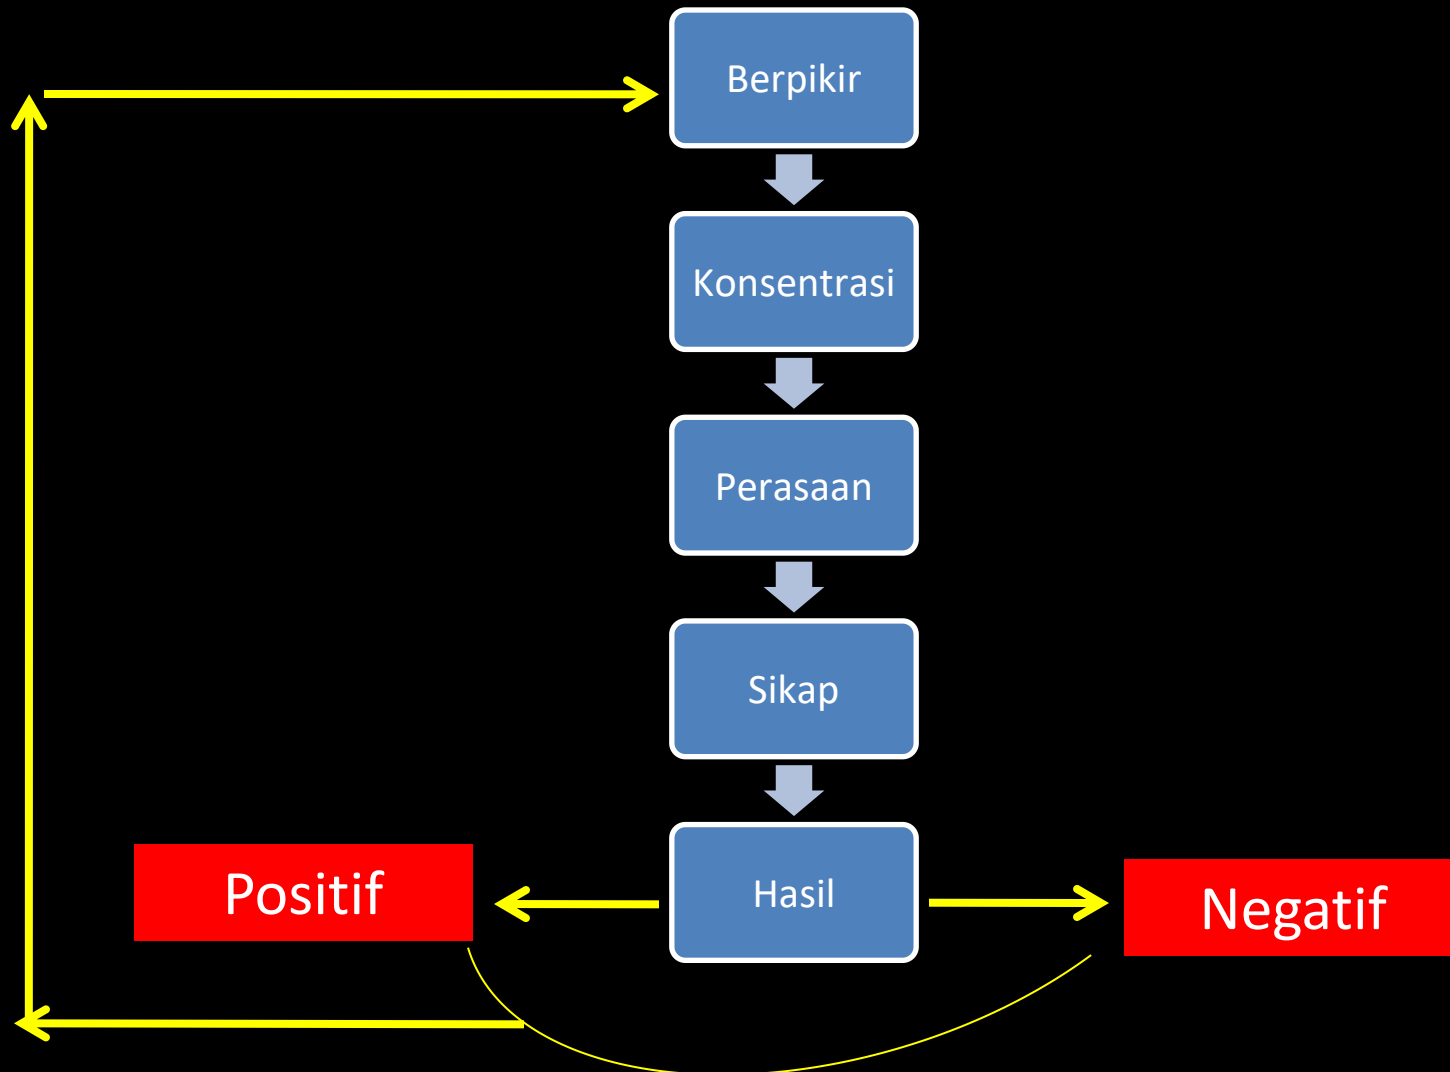 Berpikir
Konsentrasi
Perasaan
Sikap
Positif
Hasil
Negatif